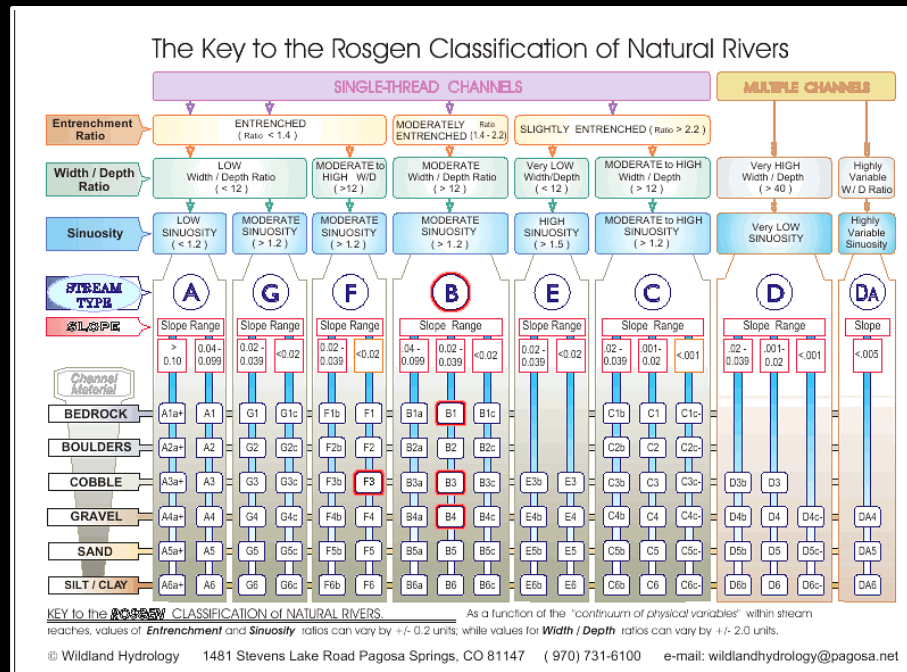 The Key to the Rosgen Classification of Natural Rivers
SINGLE-THREAD CHANNELS MULTIPLE CHANNELS
Entrenchment Ratio
ENTRENCHED ( Ratio < 1.4 )
MODERATELY ENTRENCHED Ratio (1.4 - 2.2)
SLIGHTLY ENTRENCHED ( Ratio > 2.2 )
Width / Depth Ratio
LOW Width / Depth Ratio ( < 12 )
MODERATE to HIGH W/D (>12 )
MODERATE Width / Depth Ratio ( > 12 )
Very LOW Width/Depth ( < 12 )
MODERATE to HIGH Width / Depth ( > 12 )
Very HIGH Width / Depth ( > 40 )
Highly Variable W / D Ratio
Sinuosity
LOW SINUOSITY ( < 1.2 )
MODERATE SINUOSITY ( > 1.2 )
MODERATE SINUOSITY ( > 1.2 )
MODERATE SINUOSITY ( > 1.2 )
HIGH SINUOSITY ( > 1.5 )
MODERATE to HIGH SINUOSITY ( > 1.2 )
Very LOW SINUOSITY
Highly Variable Sinuosity
STREAM TYPE A G F B E C D DA
SLOPE Slope Range Slope Range Slope Range Slope Range Slope Range Slope Range Slope Range Slope
> 0.10 0.04 - 0.099 0.02 - 0.039 <0.02 0.02 - 0.039 <0.02 .04 - 0.099 0.02 - 0.039 <0.02 0.02 - 0.039 <0.02 .02 - 0.039 .001- 0.02 <.001 .02 - 0.039 .001- 0.02 <.001 <.005
Channel Material
BEDROCK A1a+ A1 G1 G1c F1b F1 B1a B1 B1c C1b C1 C1c-
BOULDERS A2a+ A2 G2 G2c F2b F2 B2a B2 B2c C2b C2 C2c-
COBBLE A3a+ A3 G3 G3c F3b F3 B3a B3 B3c E3b E3 C3b C3 C3c- D3b D3
GRAVEL A4a+ A4 G4 G4c F4b F4 B4a B4 B4c E4b E4 C4b C4 C4c- D4b D4 D4c- DA4
SAND A5a+ A5 G5 G5c F5b F5 B5a B5 B5c E5b E5 C5b C5 C5c- D5b D5 D5c- DA5
SILT / CLAY A6a+ A6 G6 G6c F6b F6 B6a B6 B6c E6b E6 C6b C6 C6c- D6b D6 D6c- DA6
KEY to the ROSGEN CLASSIFICATION of NATURAL RIVERS. As a function of the "continuum of physical variables" within stream
reaches, values of Entrenchment and Sinuosity ratios can vary by +/- 0.2 units; while values for Width / Depth ratios can vary by +/- 2.0 units.
© Wildland Hydrology 1481 Stevens Lake Road Pagosa Springs, CO 81147 ( 970) 731-6100 e-mail: wildlandhydrology@pagosa.net